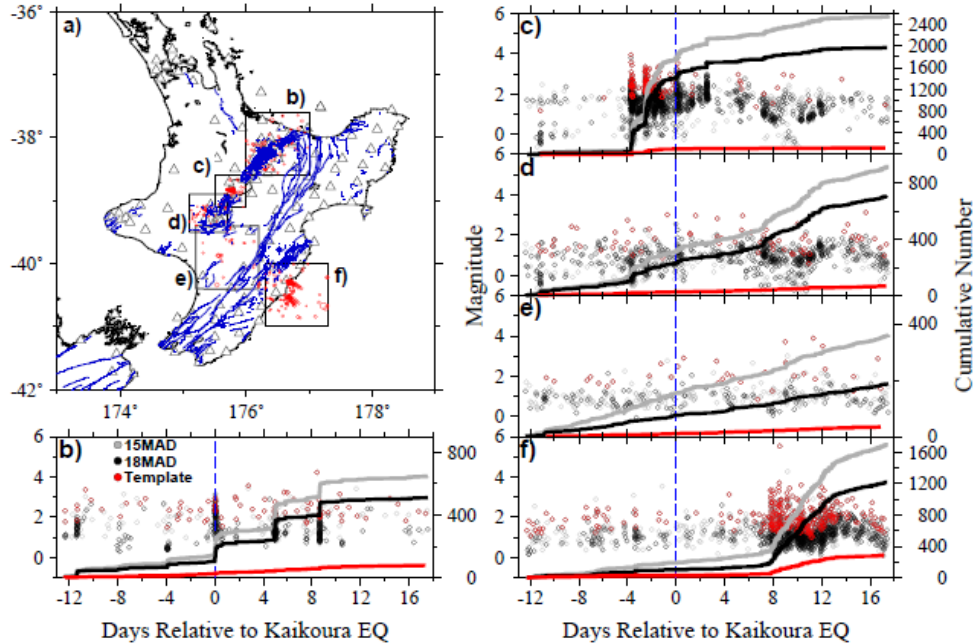 a)
-36°
-38°
-40°
-42°
174°
176°
178°
b)
c)
d)
e
f)
b)
15MAD
18MAD
Template
6
4
2
0
800
400
0
-12 -8 -4 0 4 8 12 16
Days Relative to Kaikoura EQ
Magnitude
Cumulative Number
c)
6
4
2
0
2400
2000
1600
1200
800
400
0
d
6
4
2
0
800
400
0
e)
6
4
2
0
400
0
f)
6
4
2
0
1600
1200
800
400
0
-12 -8 -4 0 4 8 12 16
Days Relative to Kaikoura EQ